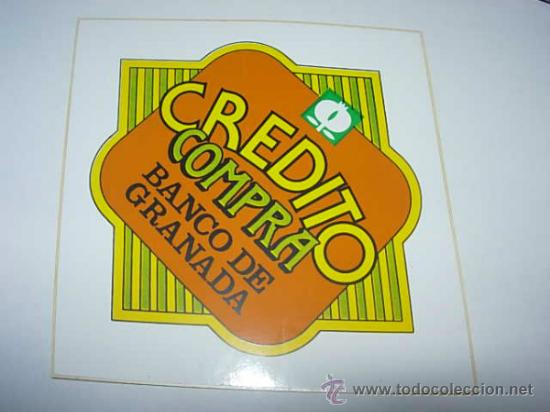 CREDITO
COMPRA
BANCO DE
GRANADA
www.todocoleccion.net